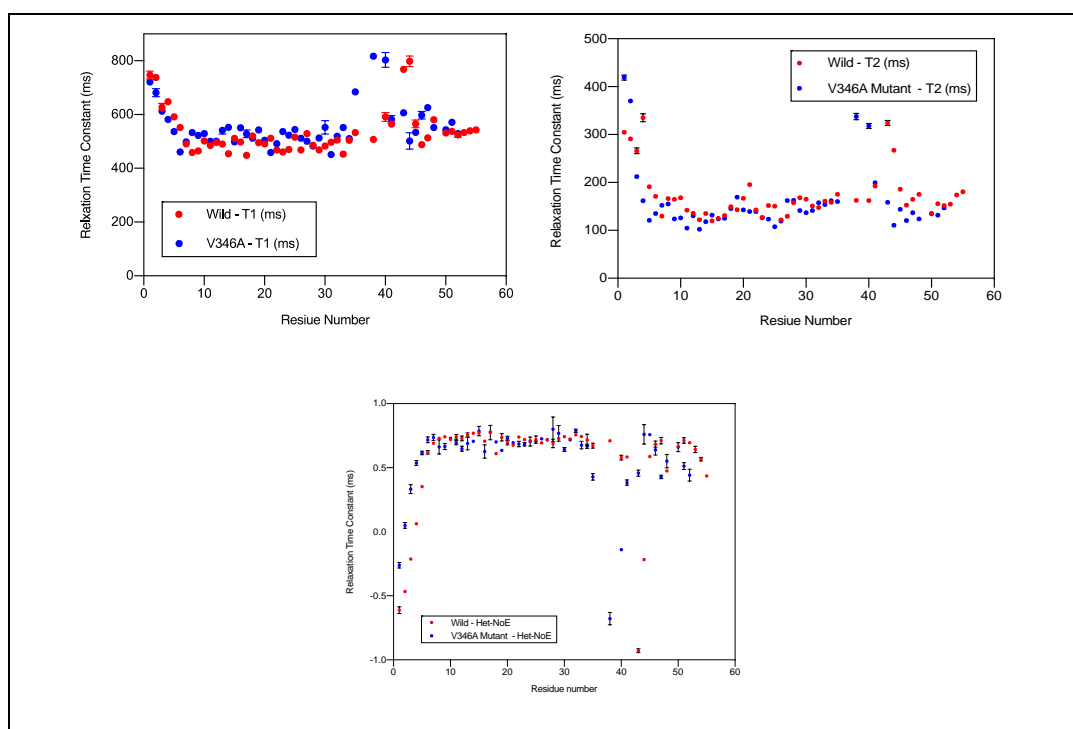 Relaxation Time Constant (ms)
800
600
400
200
0
Wild - T1 (ms)
V346A - T1 (ms)
0 10 20 30 40 50 60
Resiue Number
Relaxation Time Constant (ms)
500
400
300
200
100
0
Wild - T2 (ms)
V346A Mutant - T2 (ms)
0 10 20 30 40 50 60
Resiue Number
Relaxation Time Constant (ms)
1.0
0.5
0.0
-0.5
-1.0
Wild - Het-NoE
V346A Mutant - Het-NoE
0 10 20 30 40 50 60
Residue number